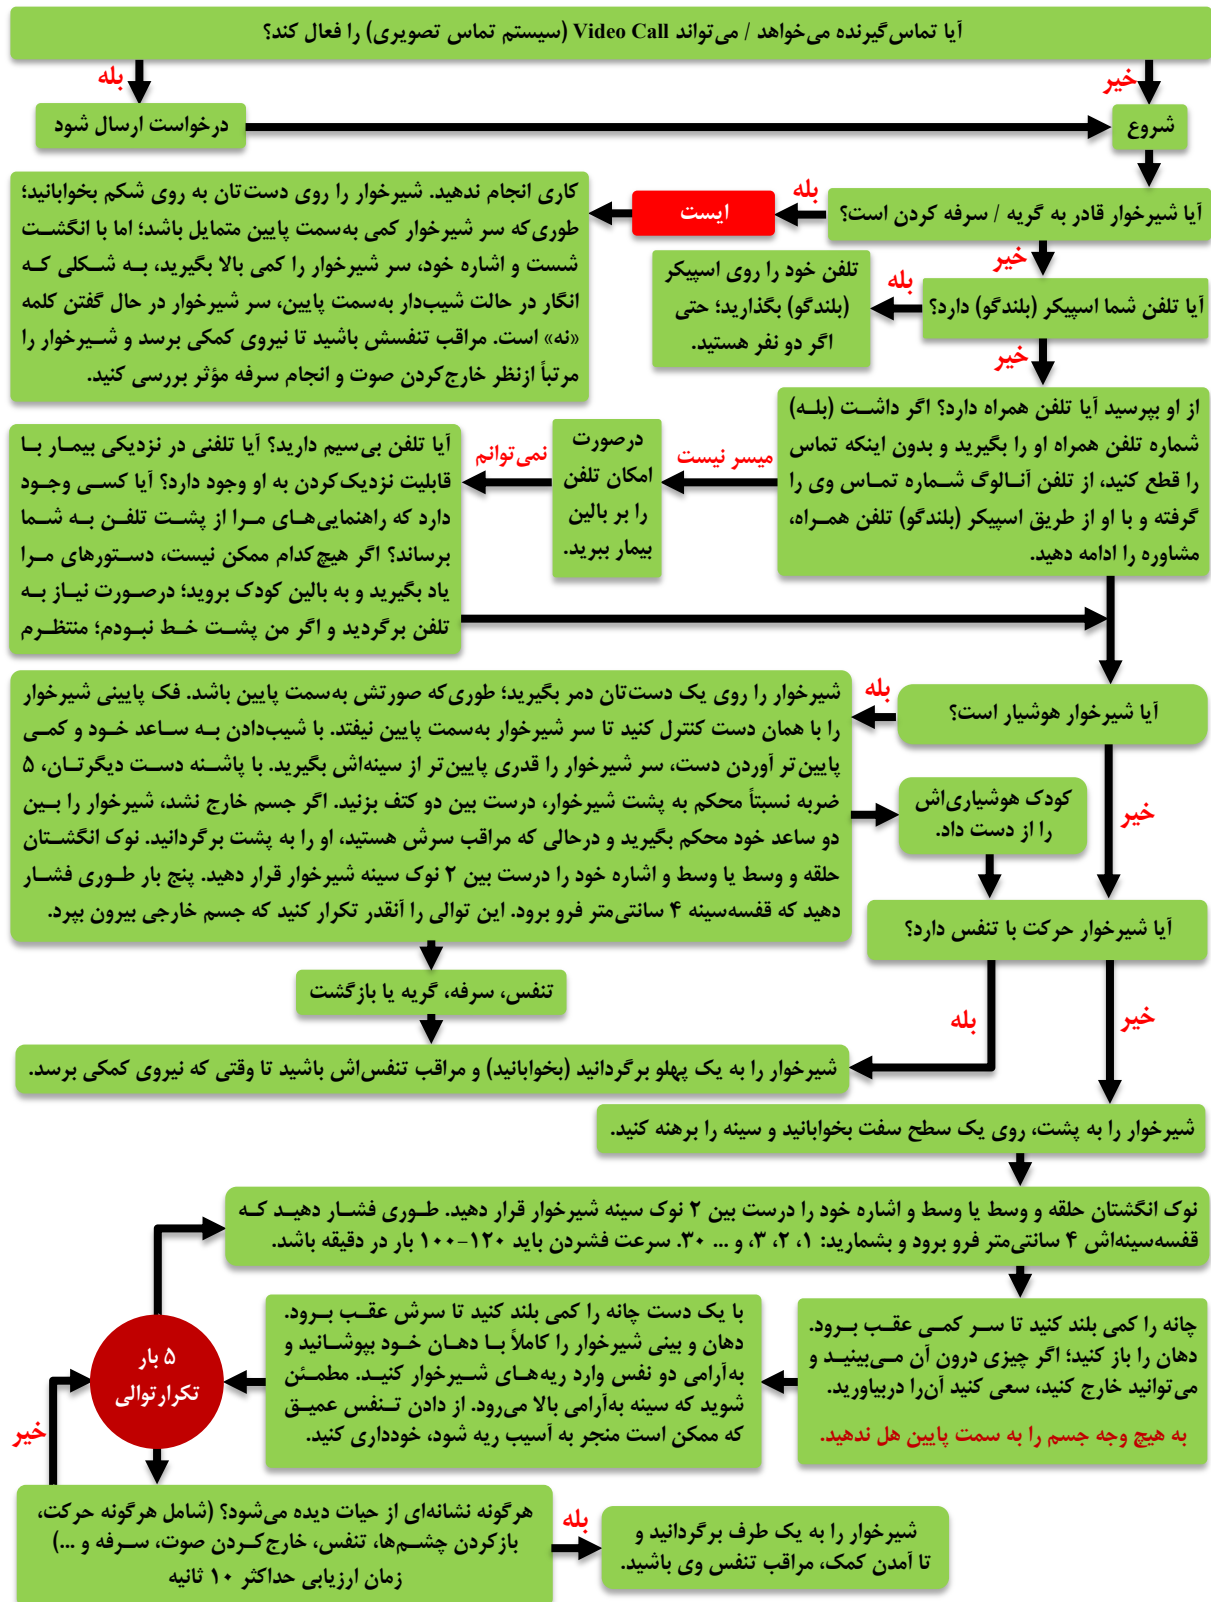 آیا تماس‌گیرنده می‌خواهد / می‌تواند Video Call (سیستم تماس تصویری) را فعال کند؟
خیر
بله
شروع
درخواست ارسال شود
آیا شیرخوار قادر به گریه / سرفه کردن است؟
بله
ایست
کاری انجام ندهید. شیرخوار را روی دست‌تان به روی شکم بخوابانید؛
طوری‌که سر شیرخوار کمی به‌سمت پایین متمایل باشد؛ اما با انگشت
شست و اشاره خود، سر شیرخوار را کمی بالا بگیرید، به شکلی که
انگار در حالت شیب‌دار به‌سمت پایین، سر شیرخوار در حال گفتن کلمه
«نه» است. مراقب تنفسش باشید تا نیروی کمکی برسد و شیرخوار را
مرتباً ازنظر خارج‌کردن صوت و انجام سرفه مؤثر بررسی کنید.
خیر
آیا تلفن شما اسپیکر (بلندگو) دارد؟
بله
تلفن خود را روی اسپیکر
(بلندگو) بگذارید؛ حتی
اگر دو نفر هستید.
خیر
از او بپرسید آیا تلفن همراه دارد؟ اگر داشت (بله)
شماره تلفن همراه او را بگیرید و بدون اینکه تماس
را قطع کنید، از تلفن آنالوگ شماره تماس وی را
گرفته و با او از طریق اسپیکر (بلندگو) تلفن همراه،
مشاوره را ادامه دهید.
میسر نیست
درصورت
امکان تلفن
را بر بالین
بیمار ببرید.
نمی‌توانم
آیا تلفن بی‌سیم دارید؟ آیا تلفنی در نزدیکی بیمار با
قابلیت نزدیک‌کردن به او وجود دارد؟ آیا کسی وجود
دارد که راهنمایی‌های مرا از پشت تلفن به شما
برساند؟ اگر هیچ‌کدام ممکن نیست، دستورهای مرا
یاد بگیرید و به بالین کودک بروید؛ درصورت نیاز به
تلفن برگردید و اگر من پشت خط نبودم؛ منتظرم
آیا شیرخوار هوشیار است؟
بله
شیرخوار را روی یک دست‌تان دمر بگیرید؛ طوری‌که صورتش به‌سمت پایین باشد. فک پایینی شیرخوار
را با همان دست کنترل کنید تا سر شیرخوار به‌سمت پایین نیفتد. با شیب‌دادن به ساعد خود و کمی
پایین‌تر آوردن دست، سر شیرخوار را قدری پایین‌تر از سینه‌اش بگیرید. با پاشنه دست دیگرتان، ۵
ضربه نسبتاً محکم به پشت شیرخوار، درست بین دو کتف بزنید. اگر جسم خارج نشد، شیرخوار را بین
دو ساعد خود محکم بگیرید و درحالی که مراقب سرش هستید، او را به پشت برگردانید. نوک انگشتان
حلقه و وسط یا وسط و اشاره خود را درست بین ۲ نوک سینه شیرخوار قرار دهید. پنج بار طوری فشار
دهید که قفسه‌سینه ۴ سانتی‌متر فرو برود. این توالی را آنقدر تکرار کنید که جسم خارجی بیرون بپرد.
کودک هوشیاری‌اش
را از دست داد.
خیر
آیا شیرخوار حرکت با تنفس دارد؟
تنفس، سرفه، گریه یا بازگشت
بله
خیر
شیرخوار را به یک پهلو برگردانید (بخوابانید) و مراقب تنفس‌اش باشید تا وقتی که نیروی کمکی برسد.
شیرخوار را به پشت، روی یک سطح سفت بخوابانید و سینه را برهنه کنید.
نوک انگشتان حلقه و وسط یا وسط و اشاره خود را درست بین ۲ نوک سینه شیرخوار قرار دهید. طوری فشار دهید که
قفسه‌سینه‌اش ۴ سانتی‌متر فرو برود و بشمارید: ۱، ۲، ۳، و ... ۳۰. سرعت فشردن باید ۱۲۰-۱۰۰ بار در دقیقه باشد.
چانه را کمی بلند کنید تا سر کمی عقب برود.
دهان را باز کنید؛ اگر چیزی درون آن می‌بینید و
می‌توانید خارج کنید، سعی کنید آن‌را دربیاورید.
به هیچ وجه جسم را به سمت پایین هل ندهید.
با یک دست چانه را کمی بلند کنید تا سرش عقب برود.
دهان و بینی شیرخوار را کاملاً با دهان خود بپوشانید و
به‌آرامی دو نفس وارد ریه‌های شیرخوار کنید. مطمئن
شوید که سینه به‌آرامی بالا می‌رود. از دادن تنفس عمیق
که ممکن است منجر به آسیب ریه شود، خودداری کنید.
۵ بار
تکرارتوالی
خیر
هرگونه نشانه‌ای از حیات دیده می‌شود؟ (شامل هرگونه حرکت،
بازکردن چشم‌ها، تنفس، خارج‌کردن صوت، سرفه و ...)
زمان ارزیابی حداکثر ۱۰ ثانیه
بله
شیرخوار را به یک طرف برگردانید و
تا آمدن کمک، مراقب تنفس وی باشید.